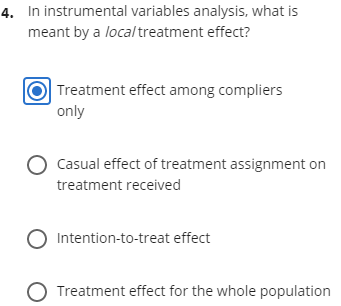 4. In instrumental variables analysis, what is
meant by a local treatment effect?
Treatment effect among compliers
only
Casual effect of treatment assignment on
treatment received
Intention-to-treat effect
Treatment effect for the whole population